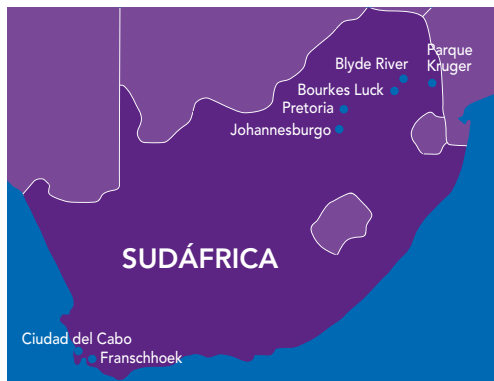 Parque
Kruger
Blyde River
Bourkes Luck
Pretoria
Johannesburgo
SUDÁFRICA
Ciudad del Cabo
Franschhoek